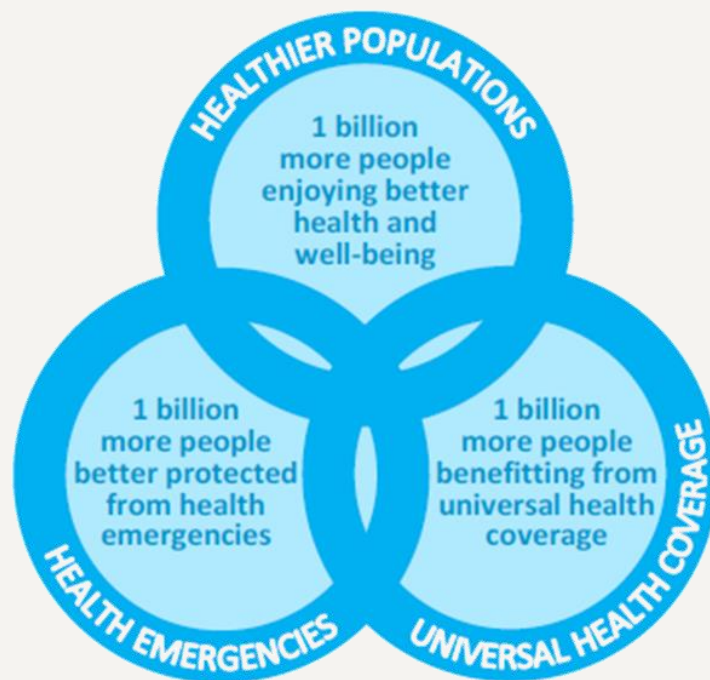 HEALTHIER POPULATIONS
1 billion
more people
enjoying better
health and
well-being
1 billion
more people
better protected
from health
emergencies
HEALTH EMERGENCIES
1 billion
more people
benefitting from
universal health
coverage
UNIVERSAL HEALTH COVERAGE